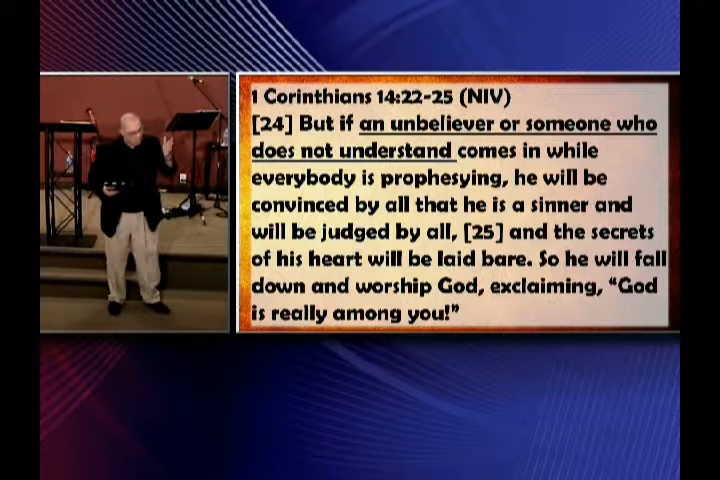 1 Corinthians 14:22-25 (NIV)
[24] But if an unbeliever or someone who
does not understand comes in while
everybody is prophesying, he will be
convinced by all that he is a sinner and
will be judged by all, [25] and the secrets
of his heart will be laid bare. So he will fall
down and worship God, exclaiming, “God
is really among you!”